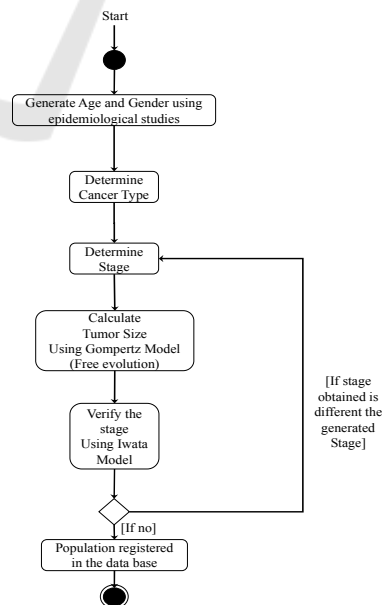 Start
Generate Age and Gender using
epidemiological studies
Determine
Cancer Type
Determine
Stage
Calculate
Tumor Size
Using Gompertz Model
(Free evolution)
[If stage
obtained is
different the
generated
Stage]
Verify the
stage
Using Iwata
Model
[If no]
Population registered
in the data base